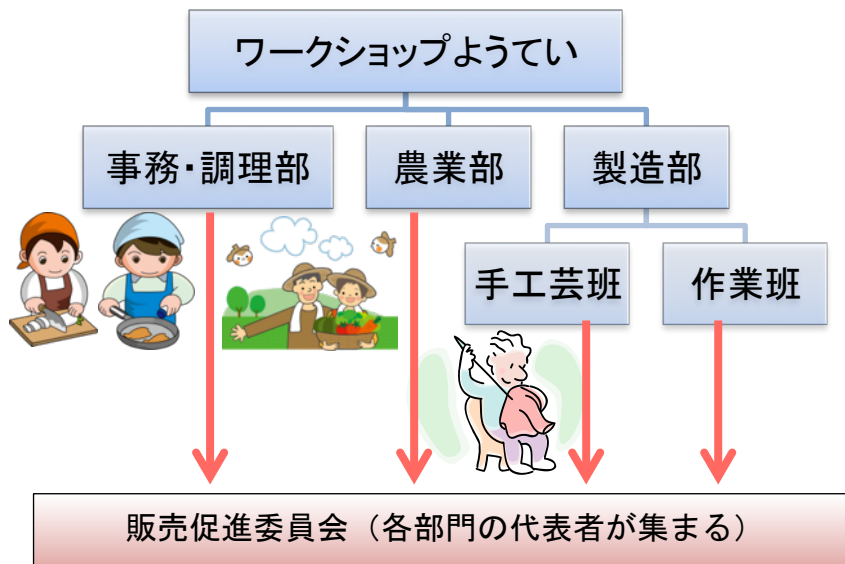 ワークショップようてい
事務・調理部
農業部
製造部
手工芸班
作業班
販売促進委員会（各部門の代表者が集まる）